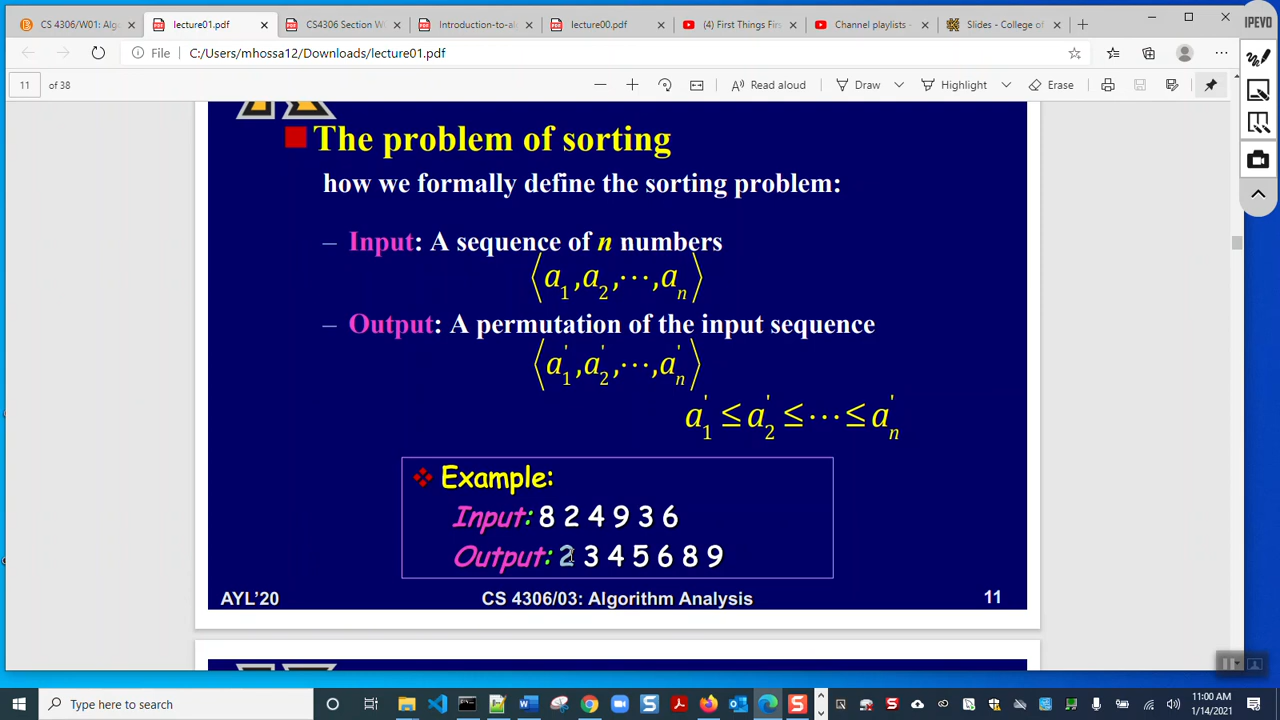 CS 4306/W01: Algo
lecture01.pdf
CS4306 Section W
Introduction-to-a
lecture00.pdf
(4) First Things Firs
Channel playlists -
Slides - College of
IPEVO
File
C:/Users/mhossa12/Downloads/lecture01.pdf
11 of 38
Read aloud
Draw
Highlight
Erase
The problem of sorting
how we formally define the sorting problem:
– Input: A sequence of n numbers
⟨a₁,a₂,⋯,aₙ⟩
– Output: A permutation of the input sequence
⟨a'₁,a'₂,⋯,a'ₙ⟩
a'₁ ≤ a'₂ ≤ ⋯ ≤ a'ₙ
Example:
Input: 8 2 4 9 3 6
Output: 2 3 4 5 6 8 9
AYL'20
CS 4306/03: Algorithm Analysis
11
Type here to search
11:00 AM
1/14/2021